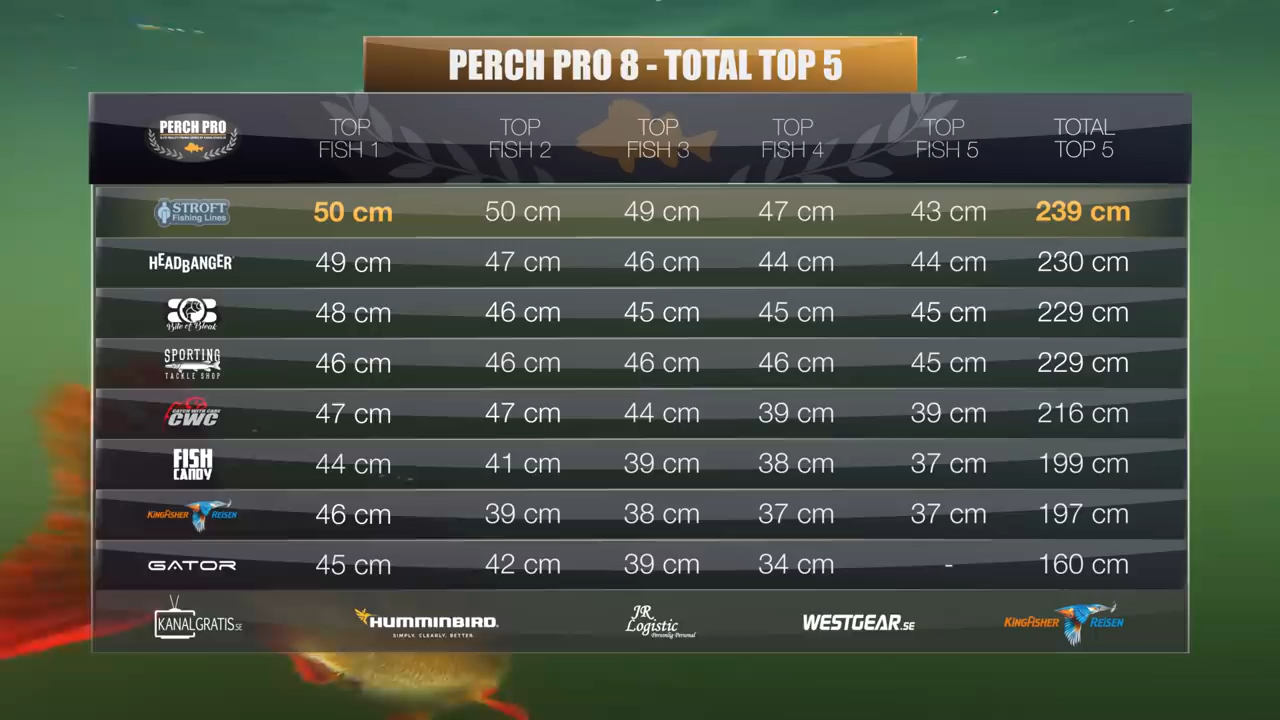 PERCH PRO 8 - TOTAL TOP 5
PERCH PRO
TOP FISH 1 TOP FISH 2 TOP FISH 3 TOP FISH 4 TOP FISH 5 TOTAL TOP 5
STROFT Fishing Lines 50 cm 50 cm 49 cm 47 cm 43 cm 239 cm
HEADBANGER 49 cm 47 cm 46 cm 44 cm 44 cm 230 cm
Bite of Bleak 48 cm 46 cm 45 cm 45 cm 45 cm 229 cm
SPORTING TACKLE SHOP 46 cm 46 cm 46 cm 46 cm 45 cm 229 cm
CATCH WITH CARE CWC 47 cm 47 cm 44 cm 39 cm 39 cm 216 cm
FISH CANDY 44 cm 41 cm 39 cm 38 cm 37 cm 199 cm
KINGFISHER REISEN 46 cm 39 cm 38 cm 37 cm 37 cm 197 cm
GATOR 45 cm 42 cm 39 cm 34 cm - 160 cm
KANALGRATIS.SE HUMMINBIRD. SIMPLY. CLEARLY. BETTER. JR Logistic Personlig Personal WESTGEAR.SE KINGFISHER REISEN